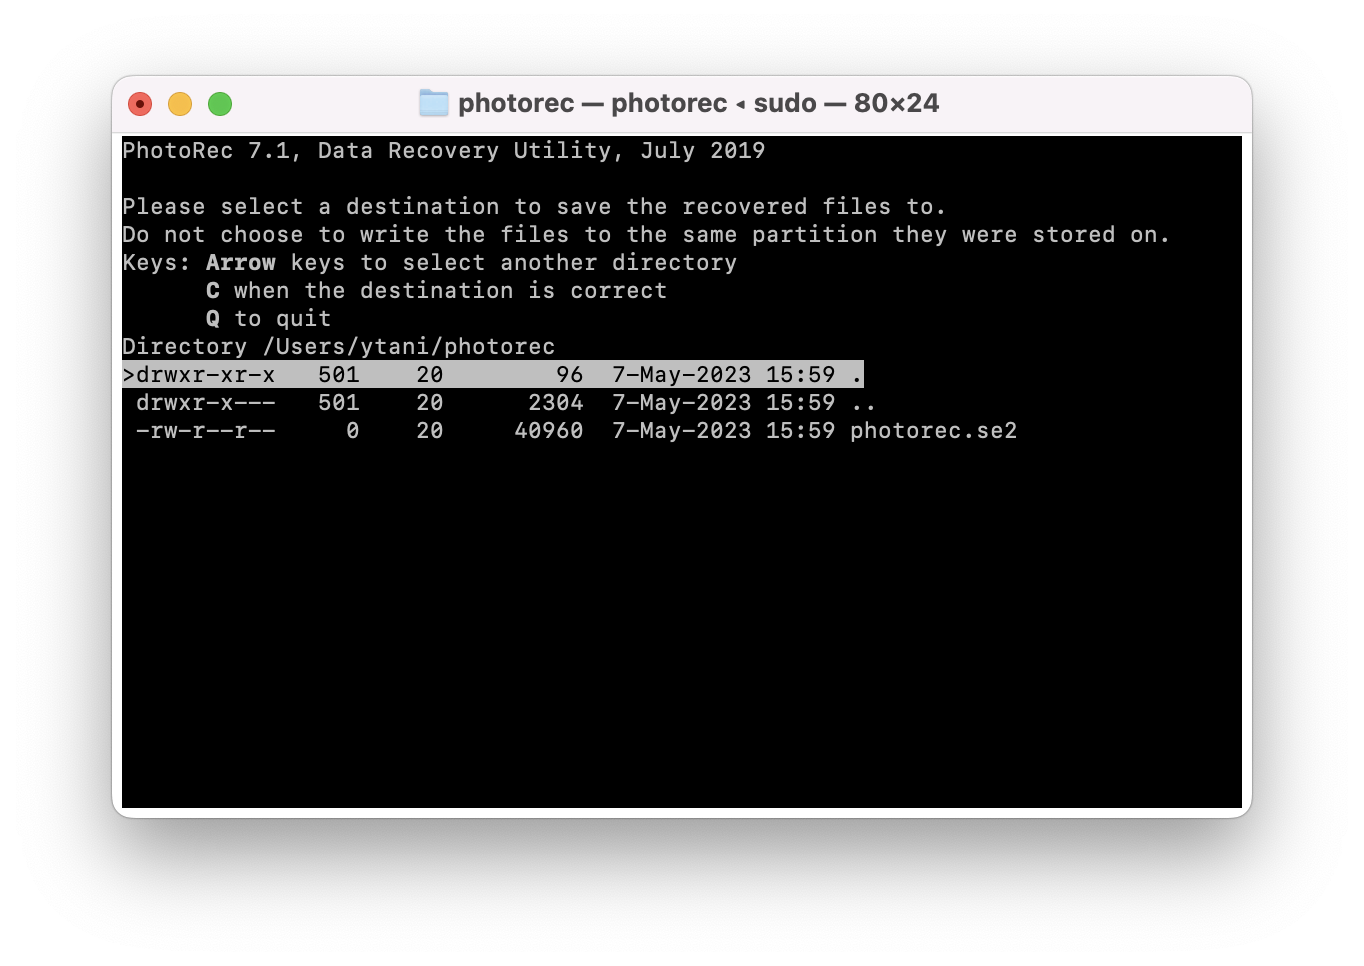 photorec — photorec ◂ sudo — 80×24
PhotoRec 7.1, Data Recovery Utility, July 2019
Please select a destination to save the recovered files to.
Do not choose to write the files to the same partition they were stored on.
Keys: Arrow keys to select another directory
      C when the destination is correct
      Q to quit
Directory /Users/ytani/photorec
>drwxr-xr-x   501    20        96  7-May-2023 15:59 .
 drwxr-x---   501    20      2304  7-May-2023 15:59 ..
 -rw-r--r--     0    20     40960  7-May-2023 15:59 photorec.se2